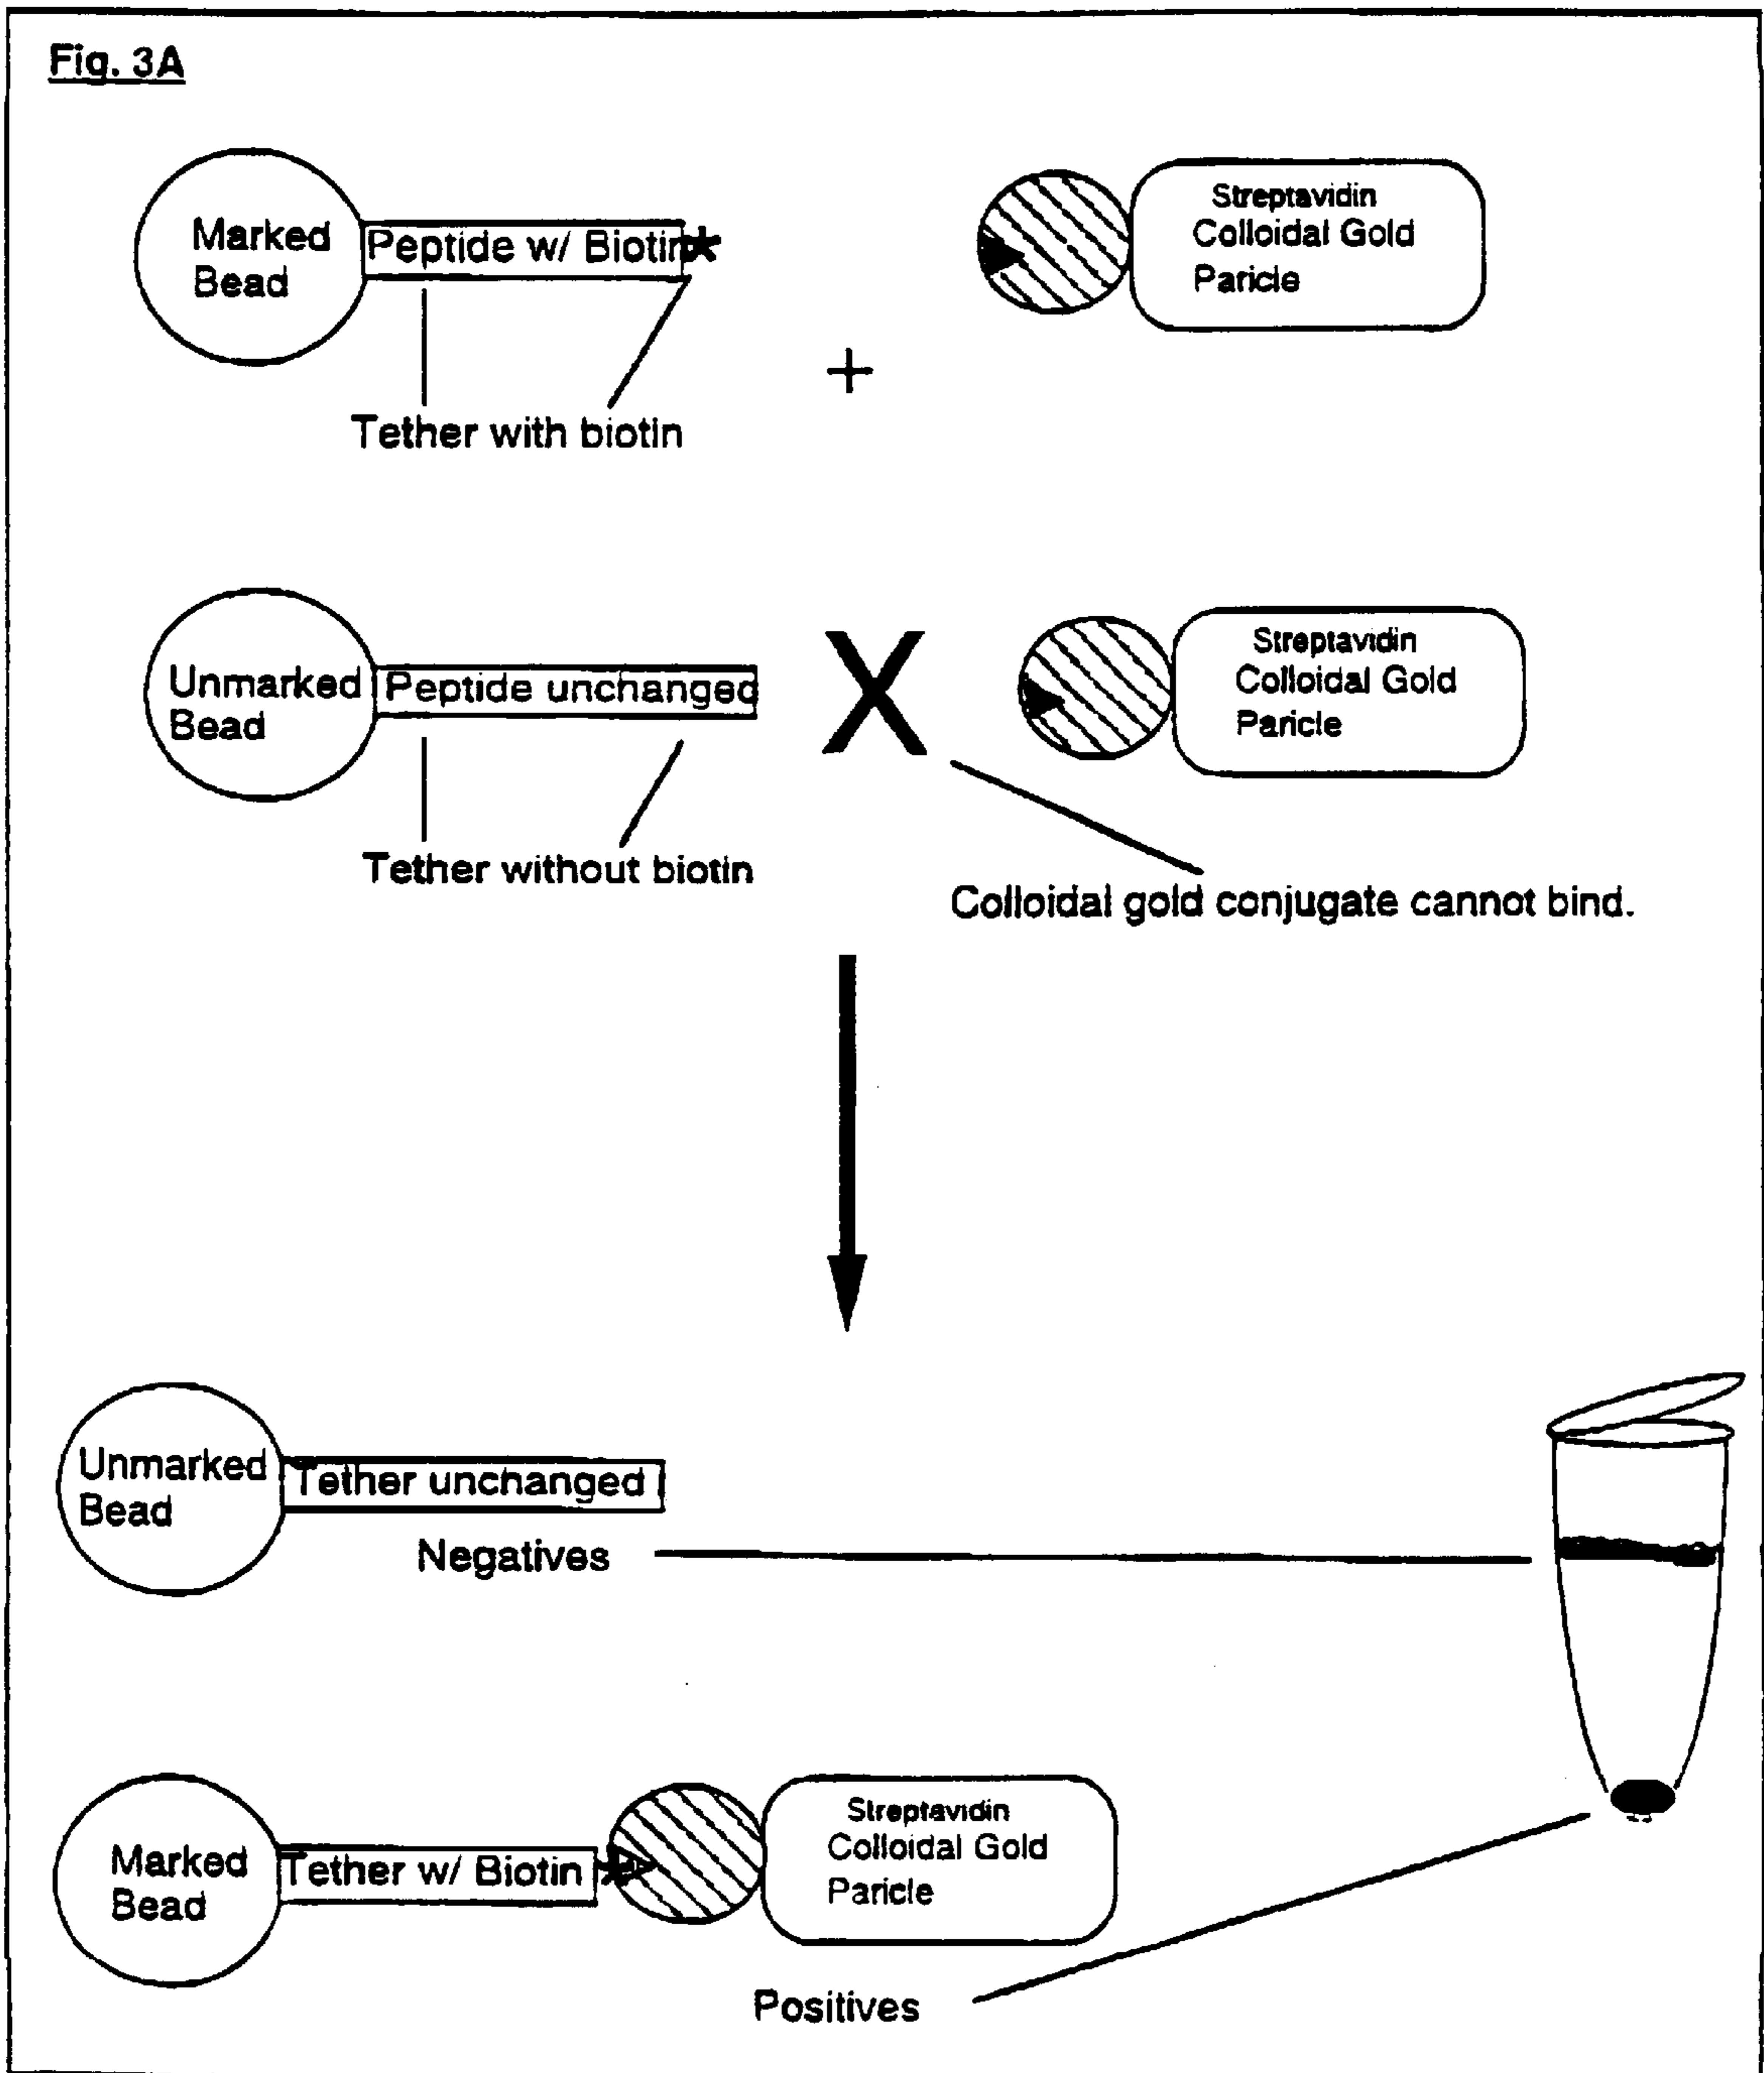 Fig. 3A
Marked
Bead
Peptide w/ Biotin*
Streptavidin
Colloidal Gold
Paricle
+
Tether with biotin
Unmarked
Bead
Peptide unchanged
X
Streptavidin
Colloidal Gold
Paricle
Tether without biotin
Colloidal gold conjugate cannot bind.
Unmarked
Bead
Tether unchanged
Negatives
Marked
Bead
Tether w/ Biotin *
Streptavidin
Colloidal Gold
Paricle
Positives